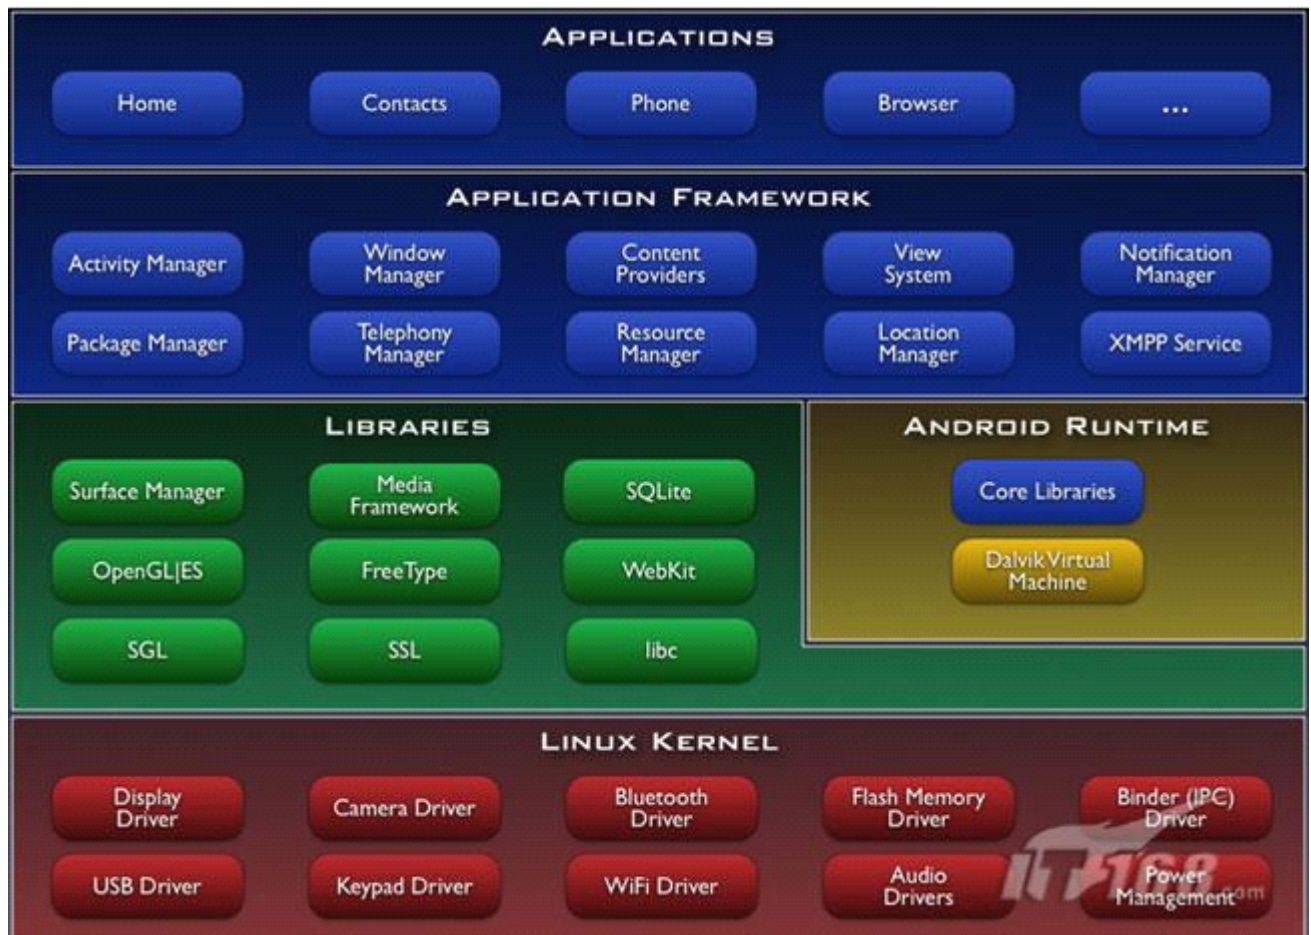 APPLICATIONS
Home
Contacts
Phone
Browser
...
APPLICATION FRAMEWORK
Activity Manager
Window
Manager
Content
Providers
View
System
Notification
Manager
Package Manager
Telephony
Manager
Resource
Manager
Location
Manager
XMPP Service
LIBRARIES
Surface Manager
Media
Framework
SQLite
OpenGL|ES
FreeType
WebKit
SGL
SSL
libc
ANDROID RUNTIME
Core Libraries
Dalvik Virtual
Machine
LINUX KERNEL
Display
Driver
Camera Driver
Bluetooth
Driver
Flash Memory
Driver
Binder (IPC)
Driver
USB Driver
Keypad Driver
WiFi Driver
Audio
Drivers
Power
Management
IT168.com